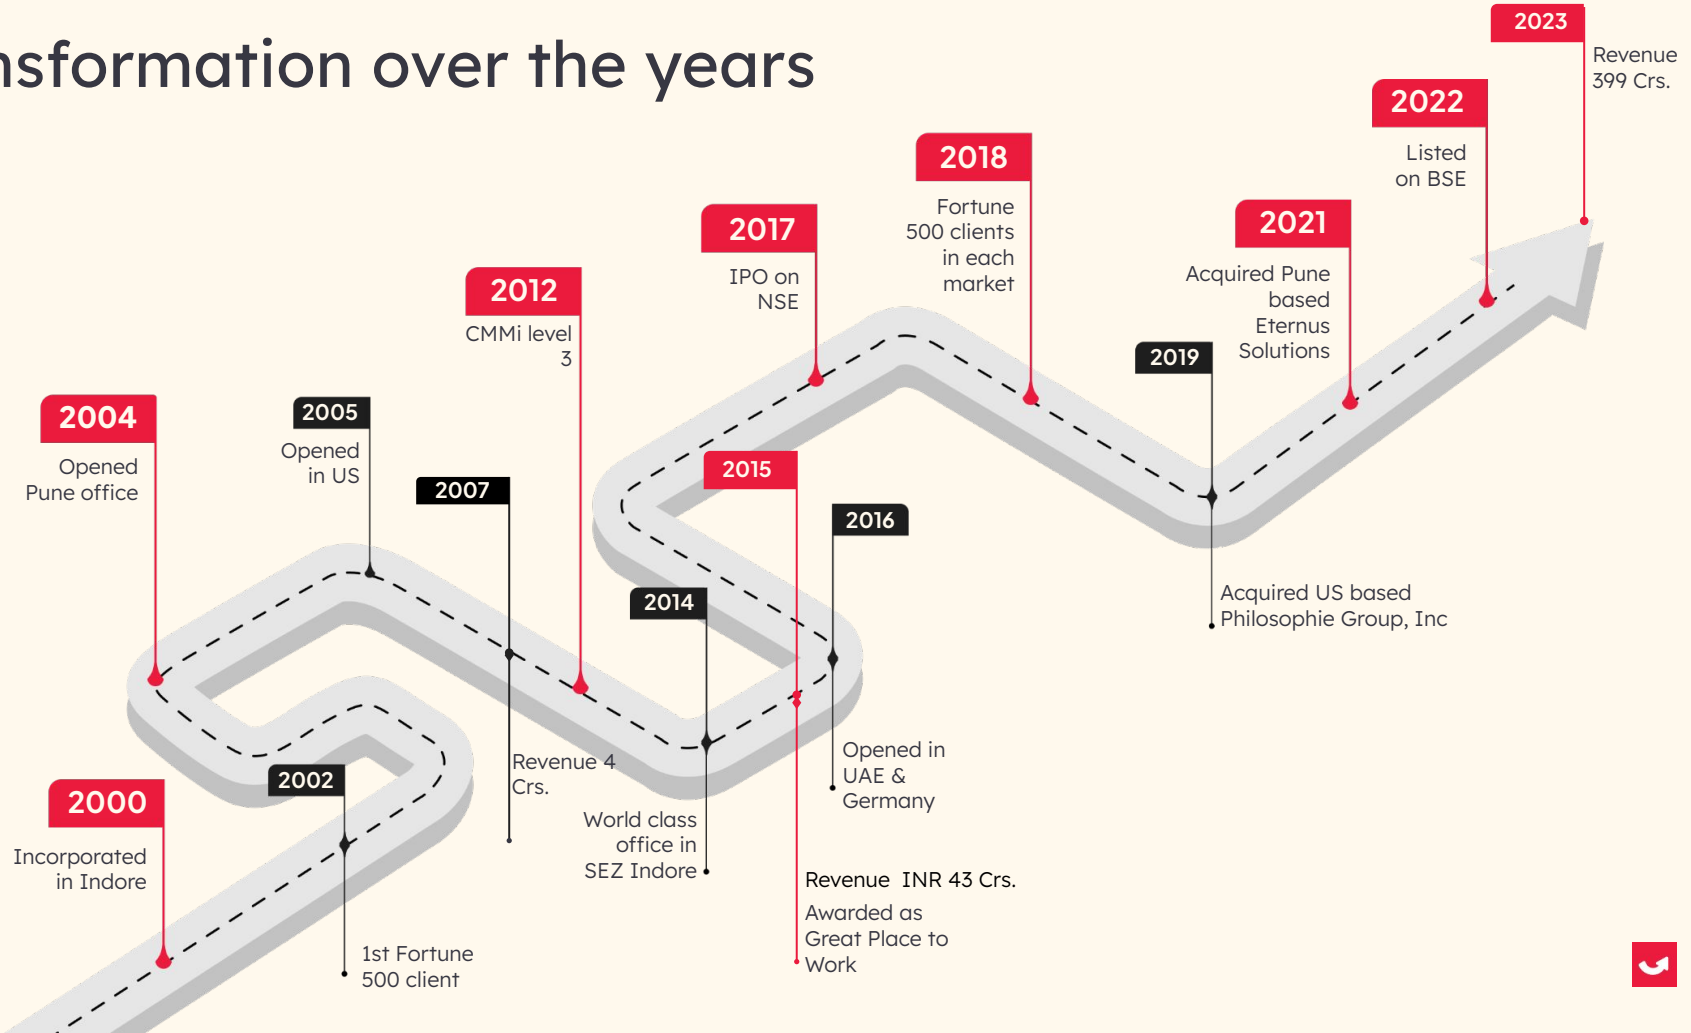 nsformation over the years
2000
Incorporated
in Indore
2002
1st Fortune
500 client
2004
Opened
Pune office
2005
Opened
in US
2007
Revenue 4
Crs.
2012
CMMi level
3
2014
World class
office in
SEZ Indore
2015
Revenue  INR 43 Crs.
Awarded as
Great Place to
Work
2016
Opened in
UAE &
Germany
2017
IPO on
NSE
2018
Fortune
500 clients
in each
market
2019
Acquired US based
Philosophie Group, Inc
2021
Acquired Pune
based
Eternus
Solutions
2022
Listed
on BSE
2023
Revenue
399 Crs.